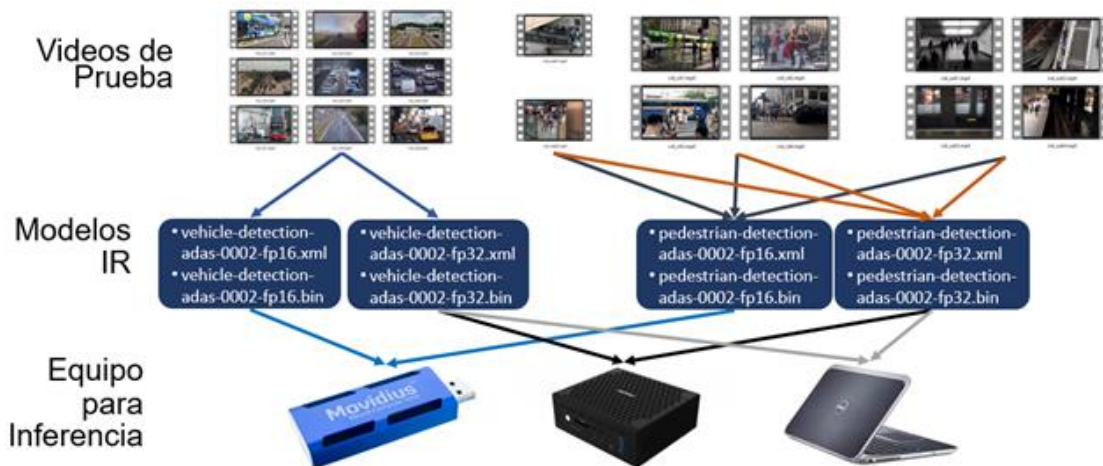 Videos de
Prueba
Modelos
IR
• vehicle-detection-
adas-0002-fp16.xml
• vehicle-detection-
adas-0002-fp16.bin
• vehicle-detection-
adas-0002-fp32.xml
• vehicle-detection-
adas-0002-fp32.bin
• pedestrian-detection-
adas-0002-fp16.xml
• pedestrian-detection-
adas-0002-fp16.bin
• pedestrian-detection-
adas-0002-fp32.xml
• pedestrian-detection-
adas-0002-fp32.bin
Equipo
para
Inferencia
Movidius